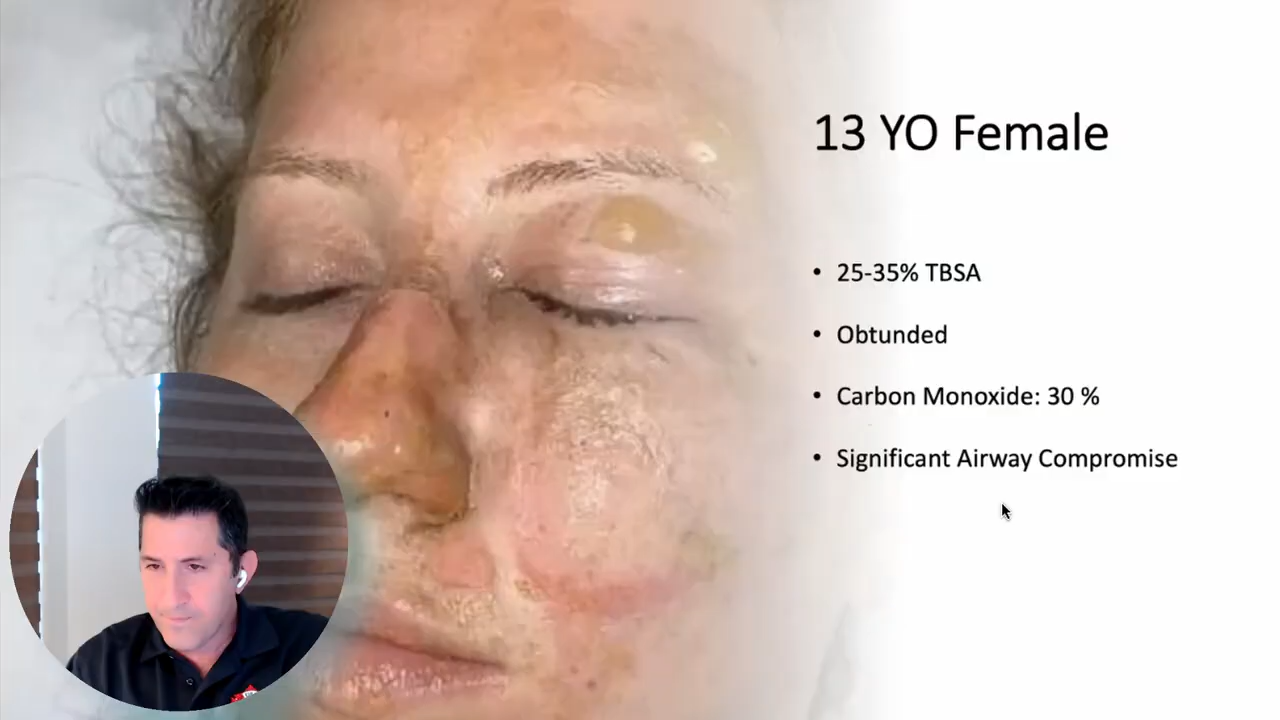 13 YO Female
• 25-35% TBSA
• Obtunded
• Carbon Monoxide: 30 %
• Significant Airway Compromise